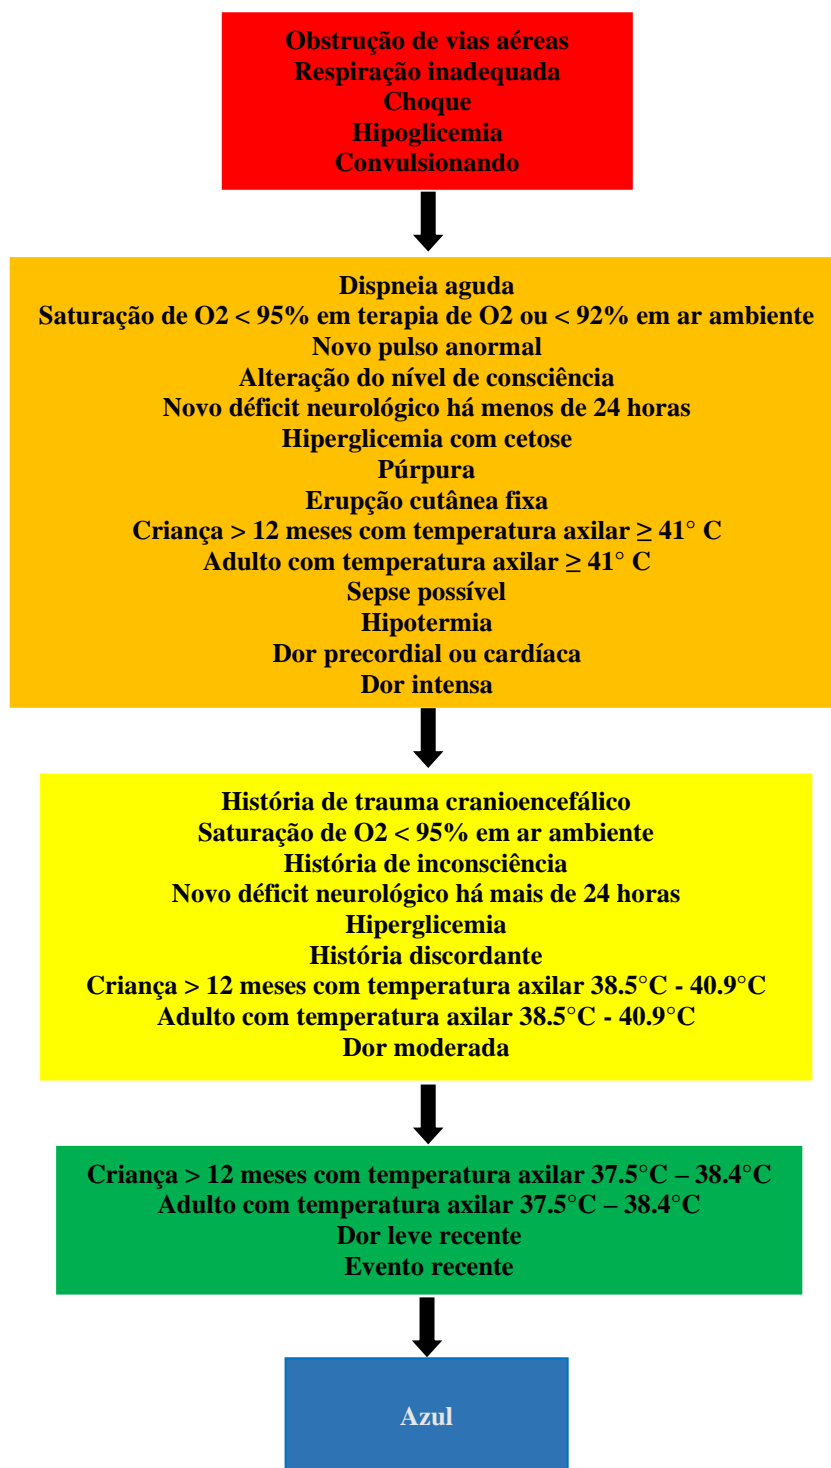 Obstrução de vias aéreas
Respiração inadequada
Choque
Hipoglicemia
Convulsionando
Dispneia aguda
Saturação de O2 < 95% em terapia de O2 ou < 92% em ar ambiente
Novo pulso anormal
Alteração do nível de consciência
Novo déficit neurológico há menos de 24 horas
Hiperglicemia com cetose
Púrpura
Erupção cutânea fixa
Criança > 12 meses com temperatura axilar ≥ 41° C
Adulto com temperatura axilar ≥ 41° C
Sepse possível
Hipotermia
Dor precordial ou cardíaca
Dor intensa
História de trauma cranioencefálico
Saturação de O2 < 95% em ar ambiente
História de inconsciência
Novo déficit neurológico há mais de 24 horas
Hiperglicemia
História discordante
Criança > 12 meses com temperatura axilar 38.5°C - 40.9°C
Adulto com temperatura axilar 38.5°C - 40.9°C
Dor moderada
Criança > 12 meses com temperatura axilar 37.5°C – 38.4°C
Adulto com temperatura axilar 37.5°C – 38.4°C
Dor leve recente
Evento recente
Azul